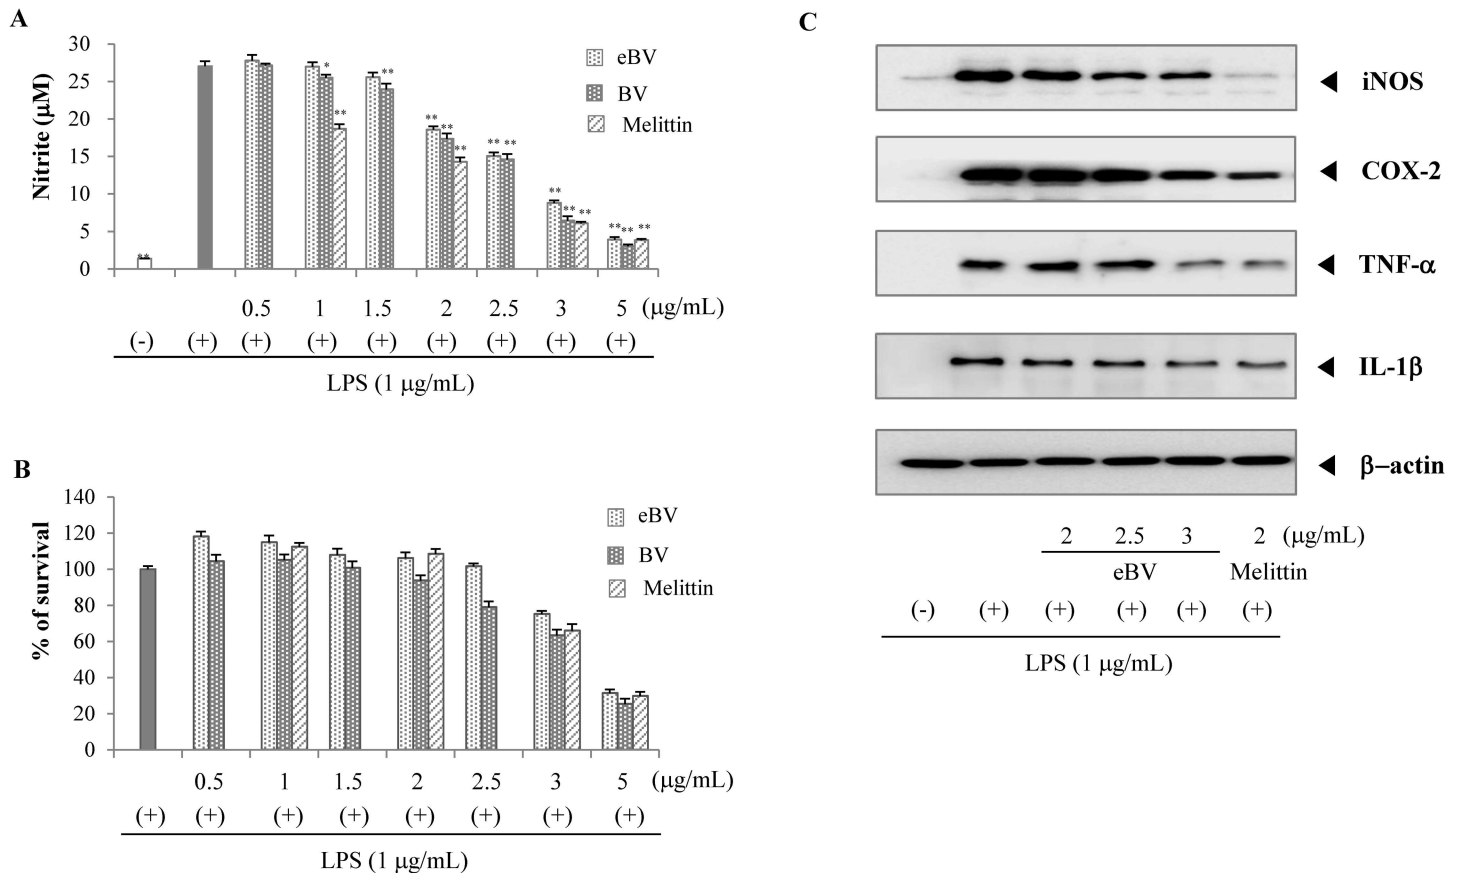 A
Nitrite (μM)
30
25
20
15
10
5
0
eBV
BV
Melittin
** * ** ** ** ** ** ** ** ** ** ** ** ** **
0.5 1 1.5 2 2.5 3 5 (μg/mL)
(-) (+) (+) (+) (+) (+) (+) (+) (+)
LPS (1 μg/mL)
B
% of survival
140
120
100
80
60
40
20
0
eBV
BV
Melittin
0.5 1 1.5 2 2.5 3 5 (μg/mL)
(+) (+) (+) (+) (+) (+) (+) (+)
LPS (1 μg/mL)
C
iNOS
COX-2
TNF-α
IL-1β
β−actin
2 2.5 3 2 (μg/mL)
eBV Melittin
(-) (+) (+) (+) (+) (+)
LPS (1 μg/mL)